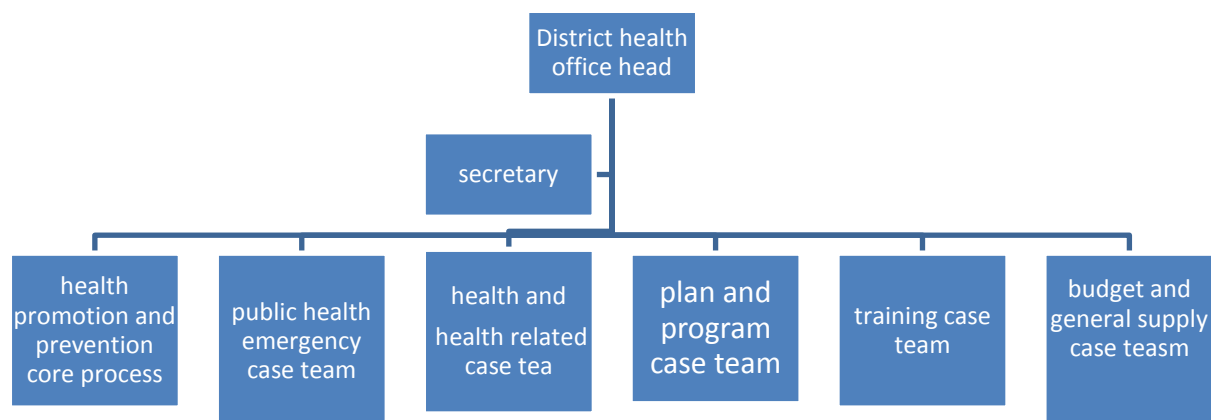 District health
office head
secretary
health
promotion and
prevention
core process
public health
emergency
case team
health and
health related
case tea
plan and
program
case team
training case
team
budget and
general supply
case teasm